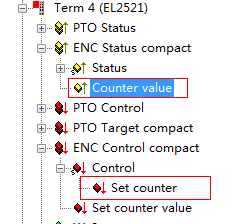 Term 4 (EL2521)
PTO Status
ENC Status compact
Status
Counter value
PTO Control
PTO Target compact
ENC Control compact
Control
Set counter
Set counter value